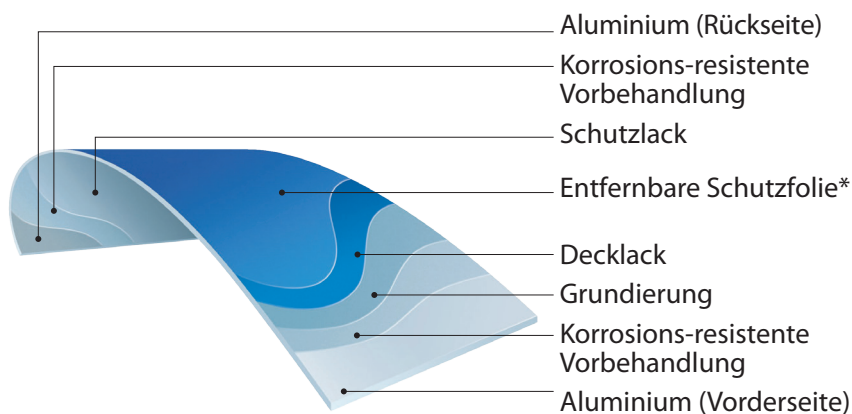 Aluminium (Rückseite)
Korrosions-resistente
Vorbehandlung
Schutzlack
Entfernbare Schutzfolie*
Decklack
Grundierung
Korrosions-resistente
Vorbehandlung
Aluminium (Vorderseite)